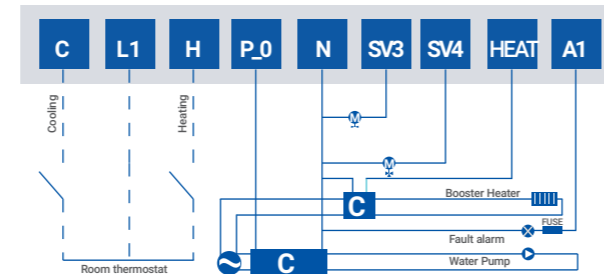 C L1 H P_0 N SV3 SV4 HEAT A1
Cooling
Heating
M
M
Booster Heater
C
FUSE
Fault alarm
Water Pump
C
Room thermostat